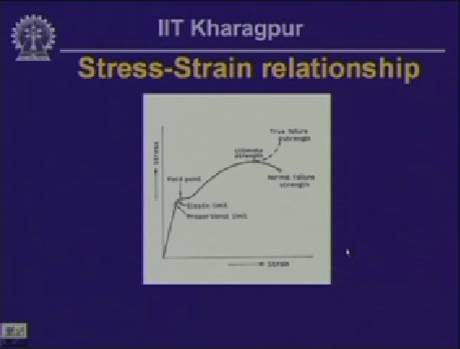 IIT Kharagpur
Stress-Strain relationship
True failure
strength
Ultimate
strength
Stress
Yield point
Normal failure
strength
Elastic limit
Proportional limit